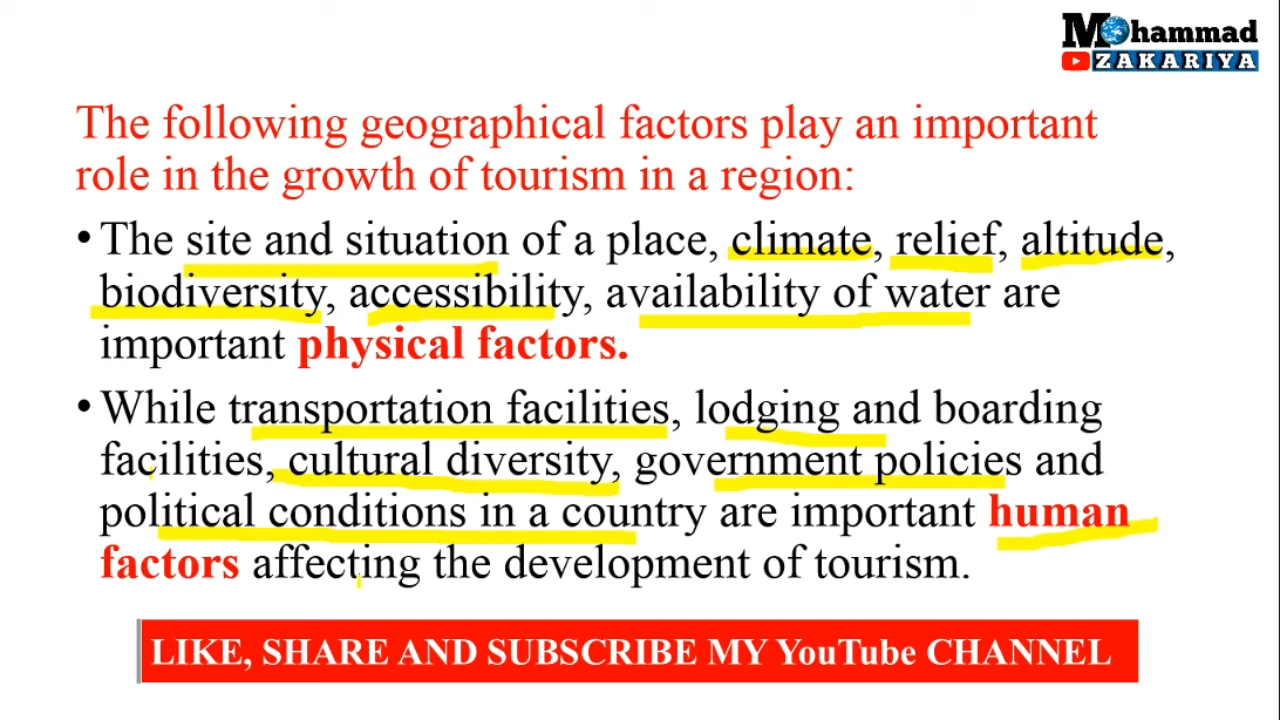 Mohammad
ZAKARIYA
The following geographical factors play an important
role in the growth of tourism in a region:
• The site and situation of a place, climate, relief, altitude,
biodiversity, accessibility, availability of water are
important physical factors.
• While transportation facilities, lodging and boarding
facilities, cultural diversity, government policies and
political conditions in a country are important human
factors affecting the development of tourism.
LIKE, SHARE AND SUBSCRIBE MY YouTube CHANNEL